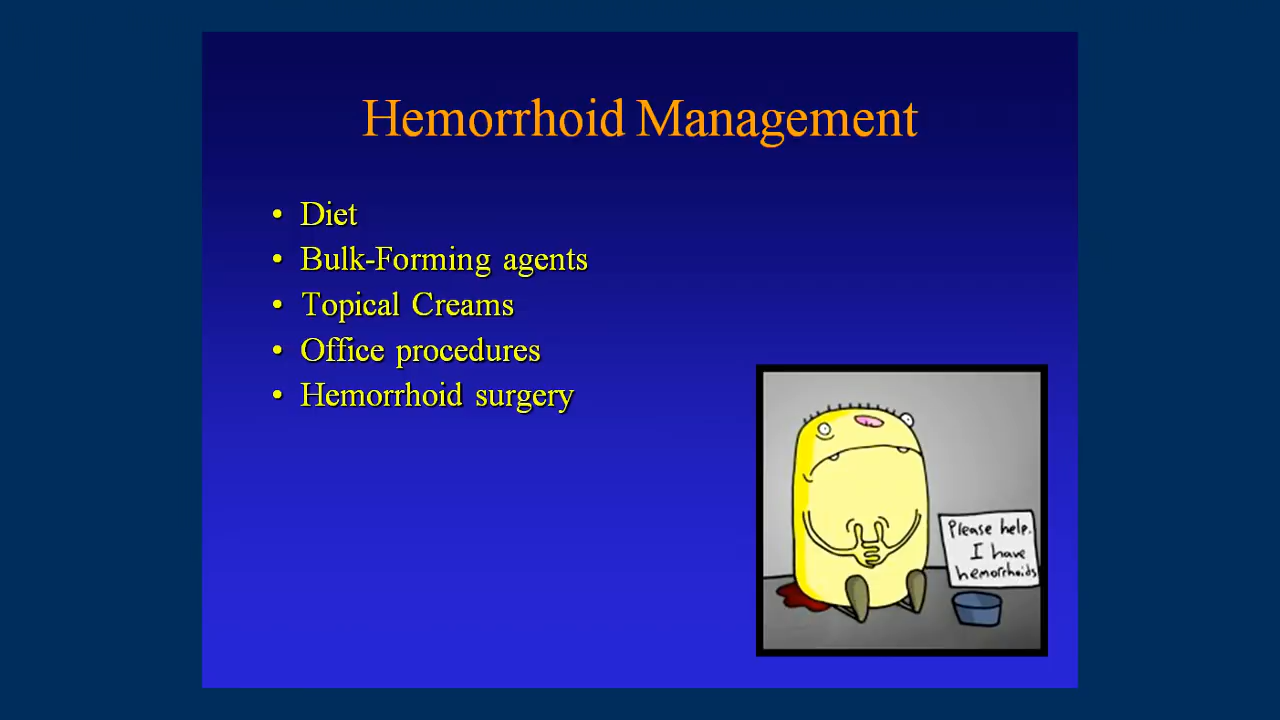 Hemorrhoid Management
• Diet
• Bulk-Forming agents
• Topical Creams
• Office procedures
• Hemorrhoid surgery
Please help.
I have
hemorrhoids